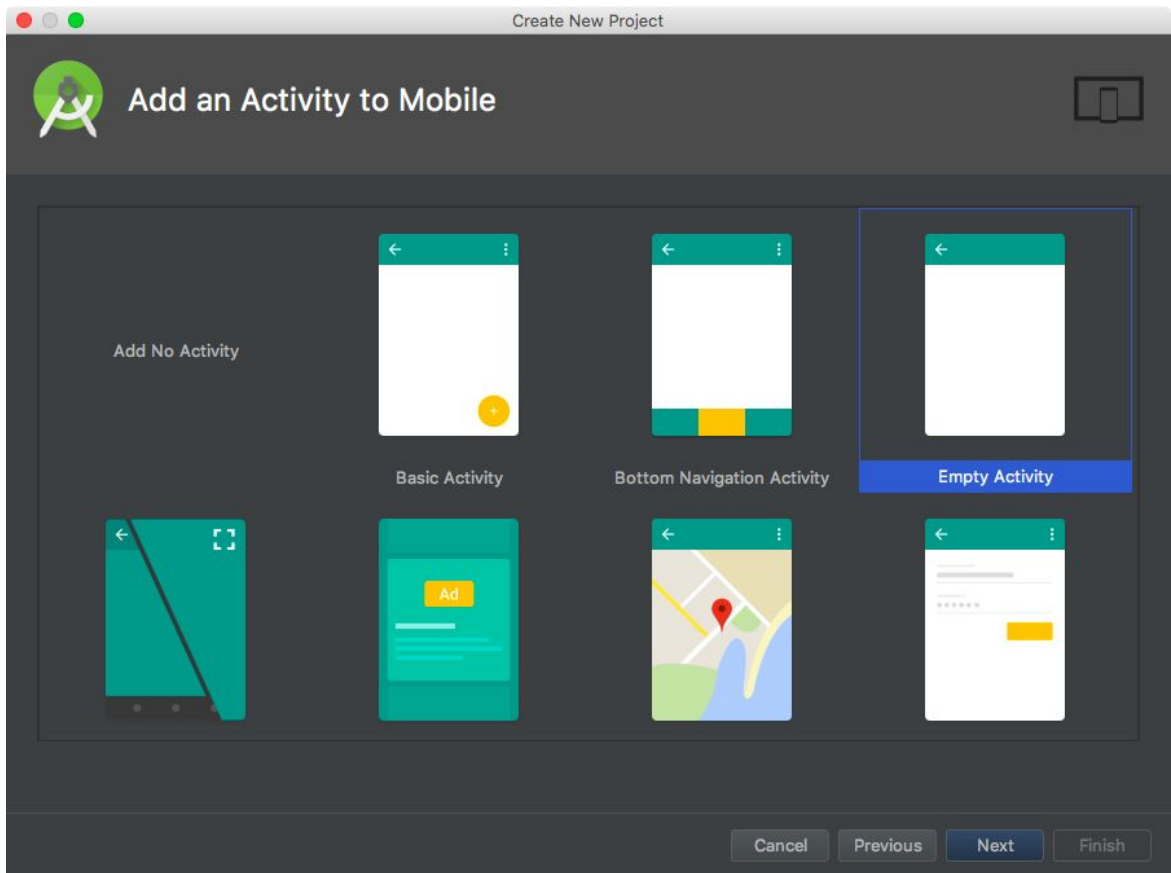 Create New Project
Add an Activity to Mobile
Add No Activity
Basic Activity
Bottom Navigation Activity
Empty Activity
Ad
Cancel
Previous
Next
Finish